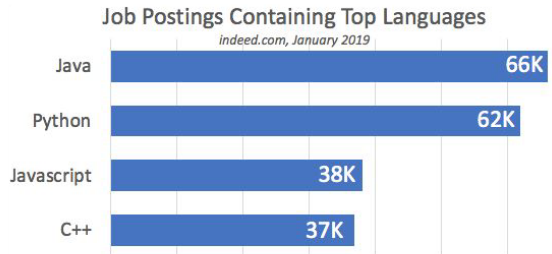 Job Postings Containing Top Languages
indeed.com, January 2019
Java 66K
Python 62K
Javascript 38K
C++ 37K